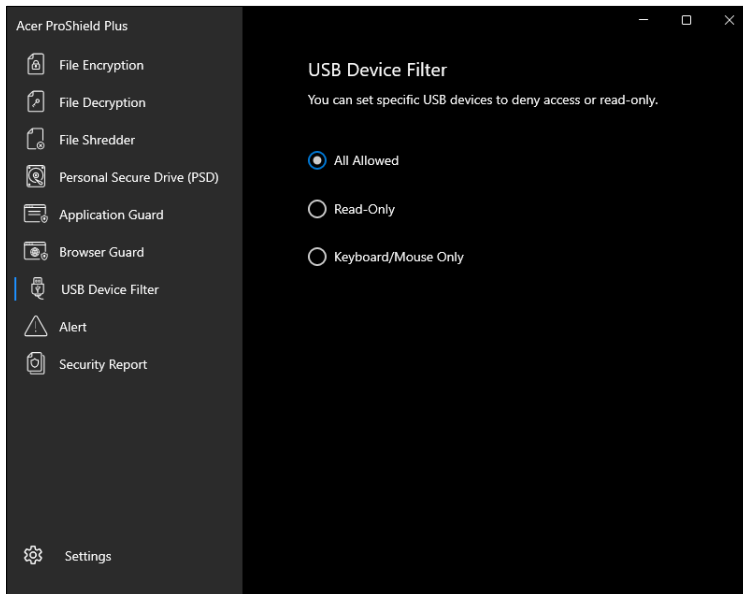 Acer ProShield Plus
File Encryption
File Decryption
File Shredder
Personal Secure Drive (PSD)
Application Guard
Browser Guard
USB Device Filter
Alert
Security Report
Settings
USB Device Filter
You can set specific USB devices to deny access or read-only.
All Allowed
Read-Only
Keyboard/Mouse Only